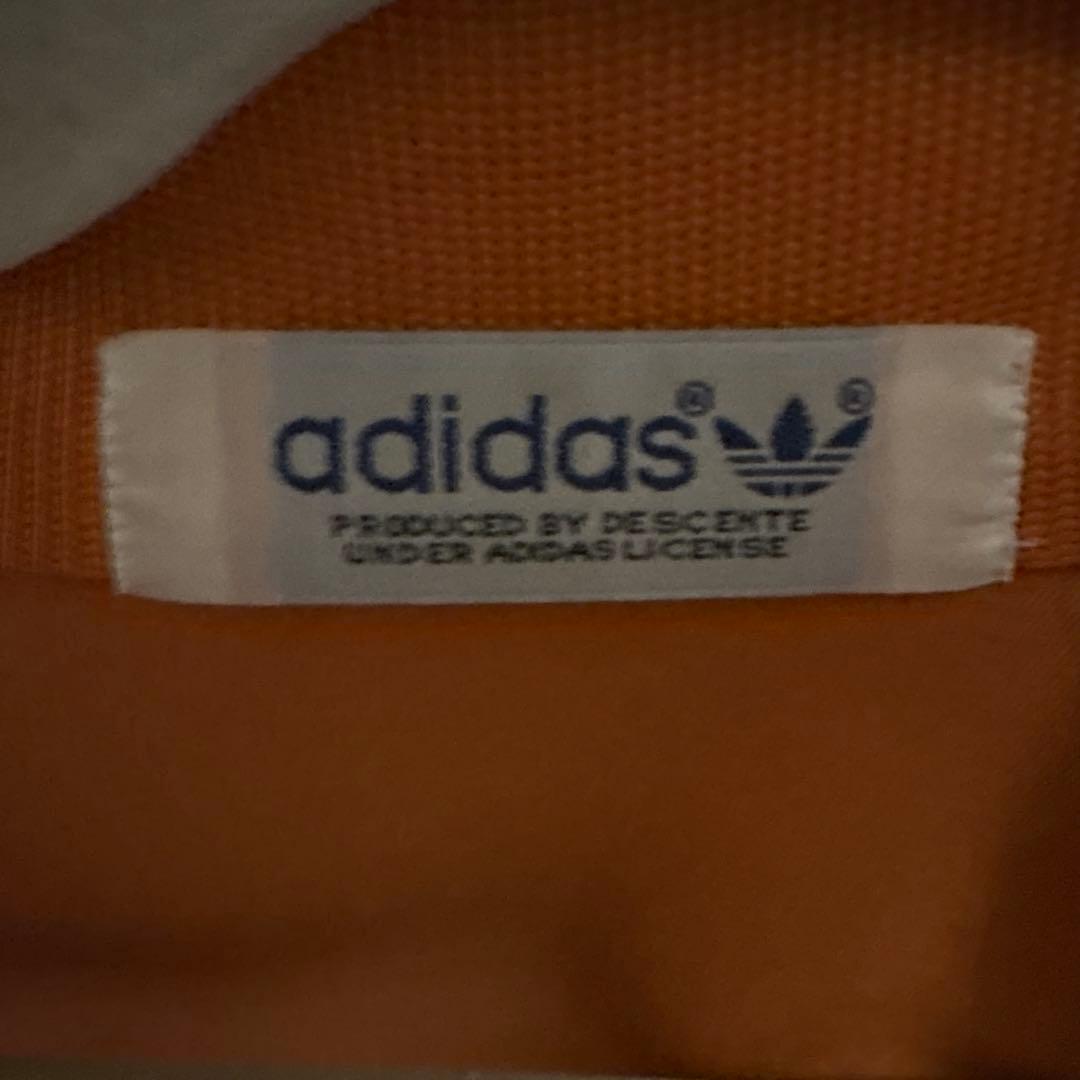 adidas®®
PRODUCED BY DESCENTE
UNDER ADIDAS LICENSE